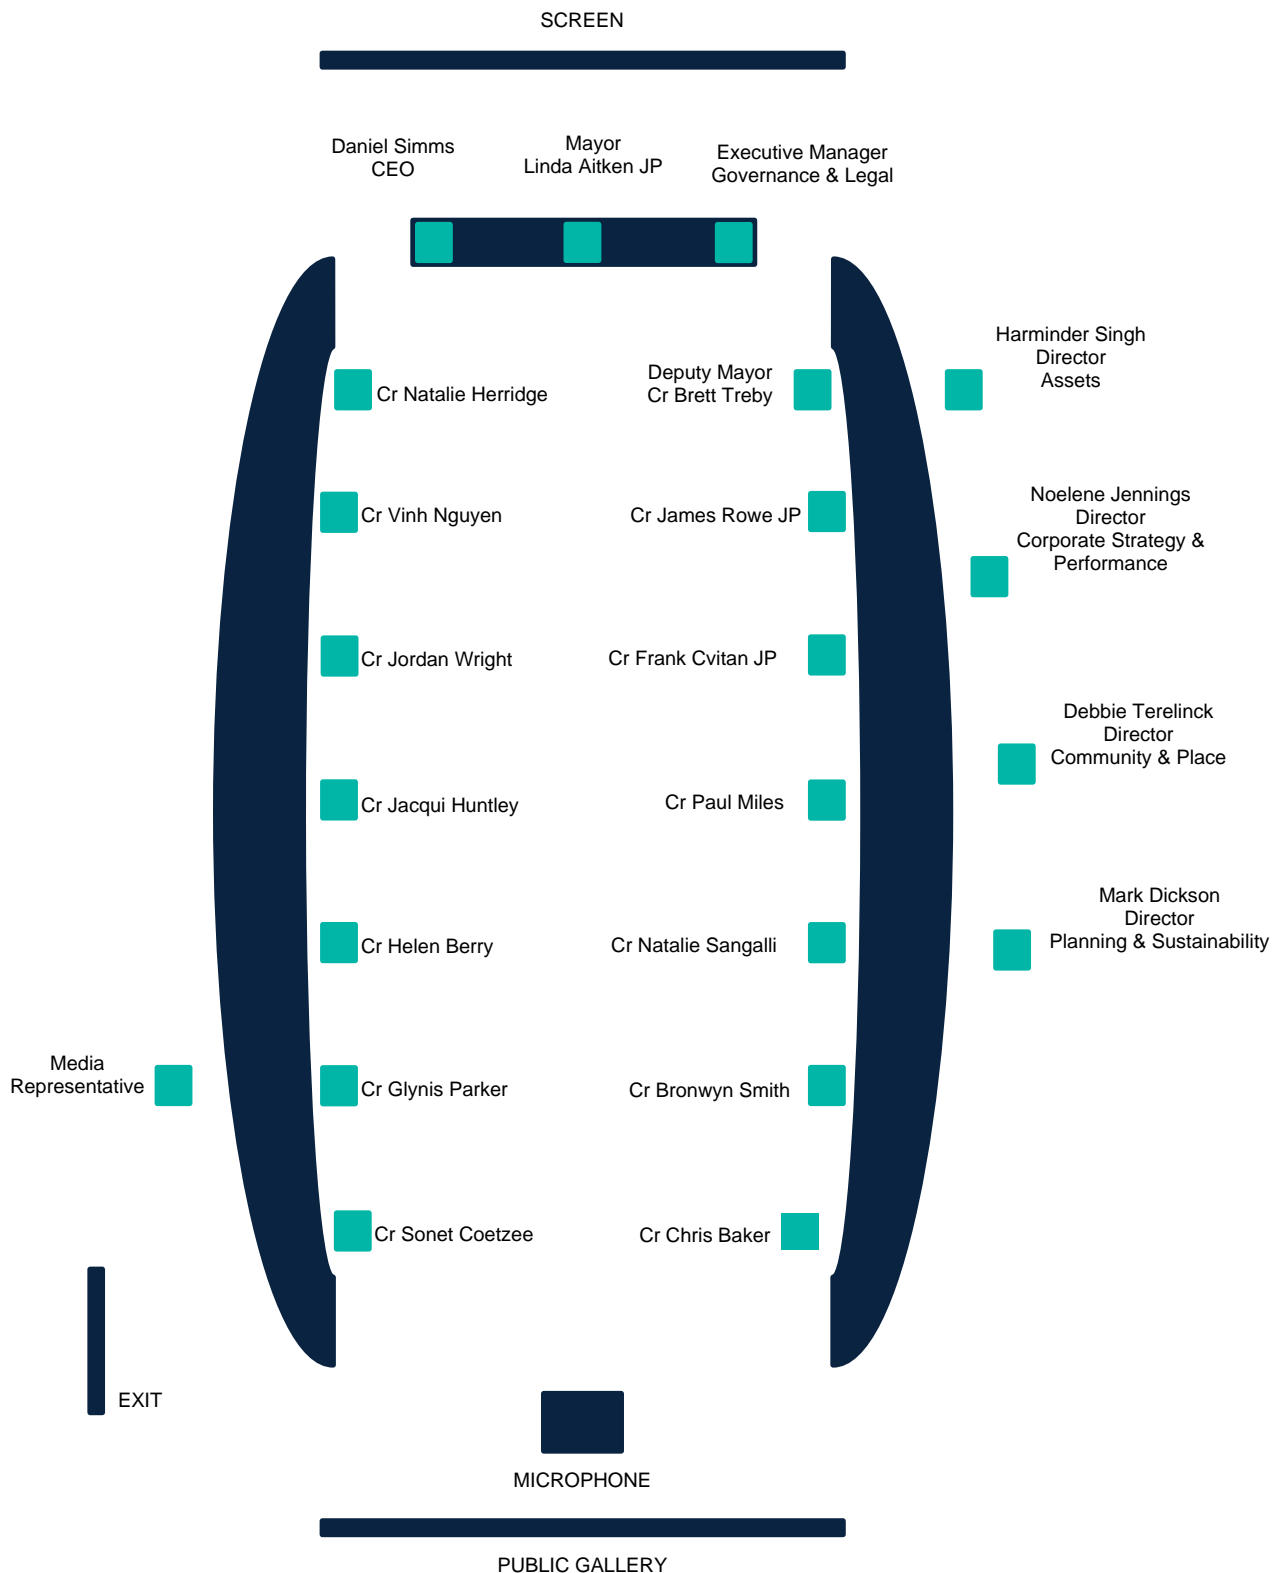 SCREEN
Daniel Simms
CEO
Mayor
Linda Aitken JP
Executive Manager
Governance & Legal
Cr Natalie Herridge
Deputy Mayor
Cr Brett Treby
Harminder Singh
Director
Assets
Cr Vinh Nguyen
Cr James Rowe JP
Noelene Jennings
Director
Corporate Strategy &
Performance
Cr Jordan Wright
Cr Frank Cvitan JP
Debbie Terelinck
Director
Community & Place
Cr Jacqui Huntley
Cr Paul Miles
Mark Dickson
Director
Planning & Sustainability
Cr Helen Berry
Cr Natalie Sangalli
Media
Representative
Cr Glynis Parker
Cr Bronwyn Smith
Cr Sonet Coetzee
Cr Chris Baker
EXIT
MICROPHONE
PUBLIC GALLERY